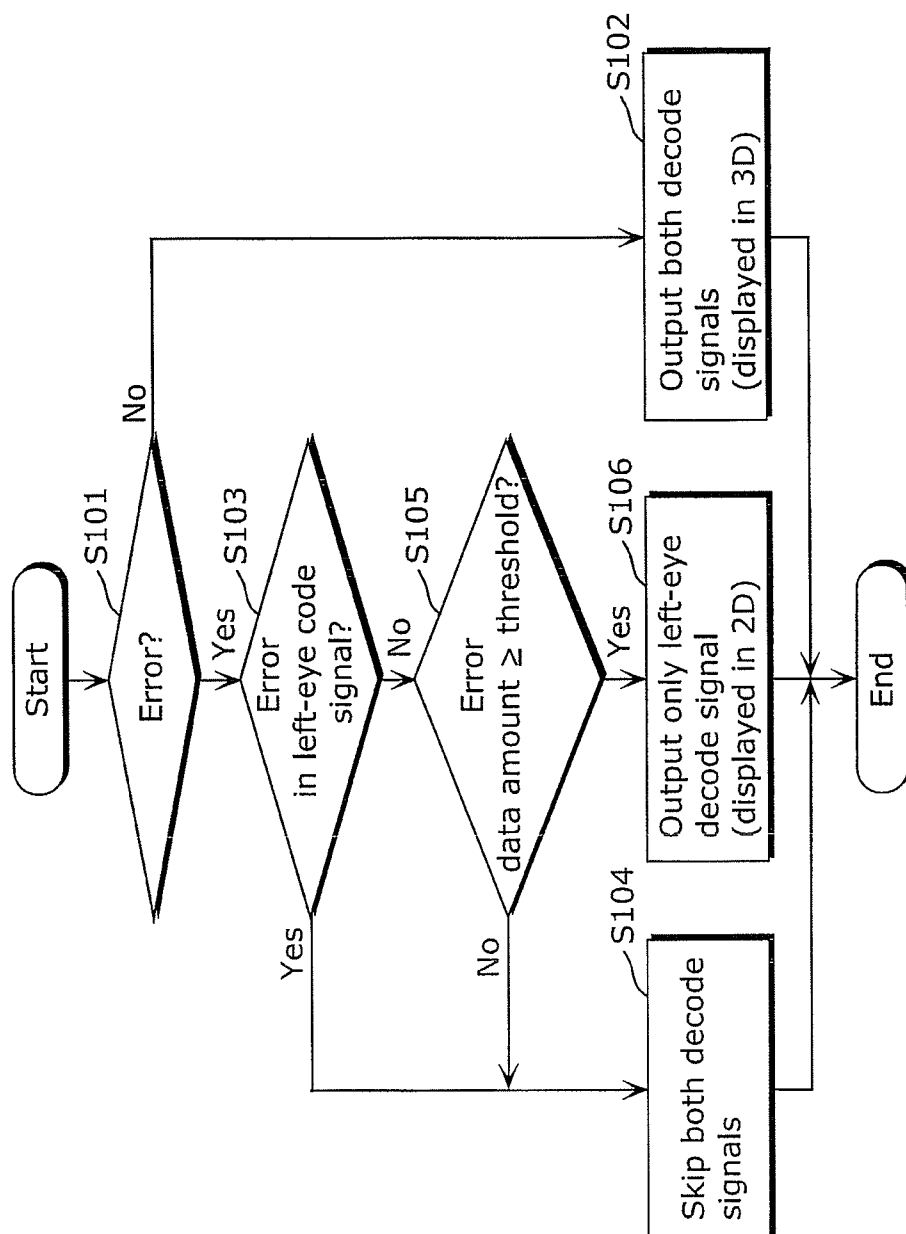 Start
S101
Error?
No
Yes
S103
Error
in left-eye code
signal?
Yes
No
S105
Error
data amount ≥ threshold?
No
Yes
S104
Skip both decode
signals
S106
Output only left-eye
decode signal
(displayed in 2D)
S102
Output both decode
signals
(displayed in 3D)
End